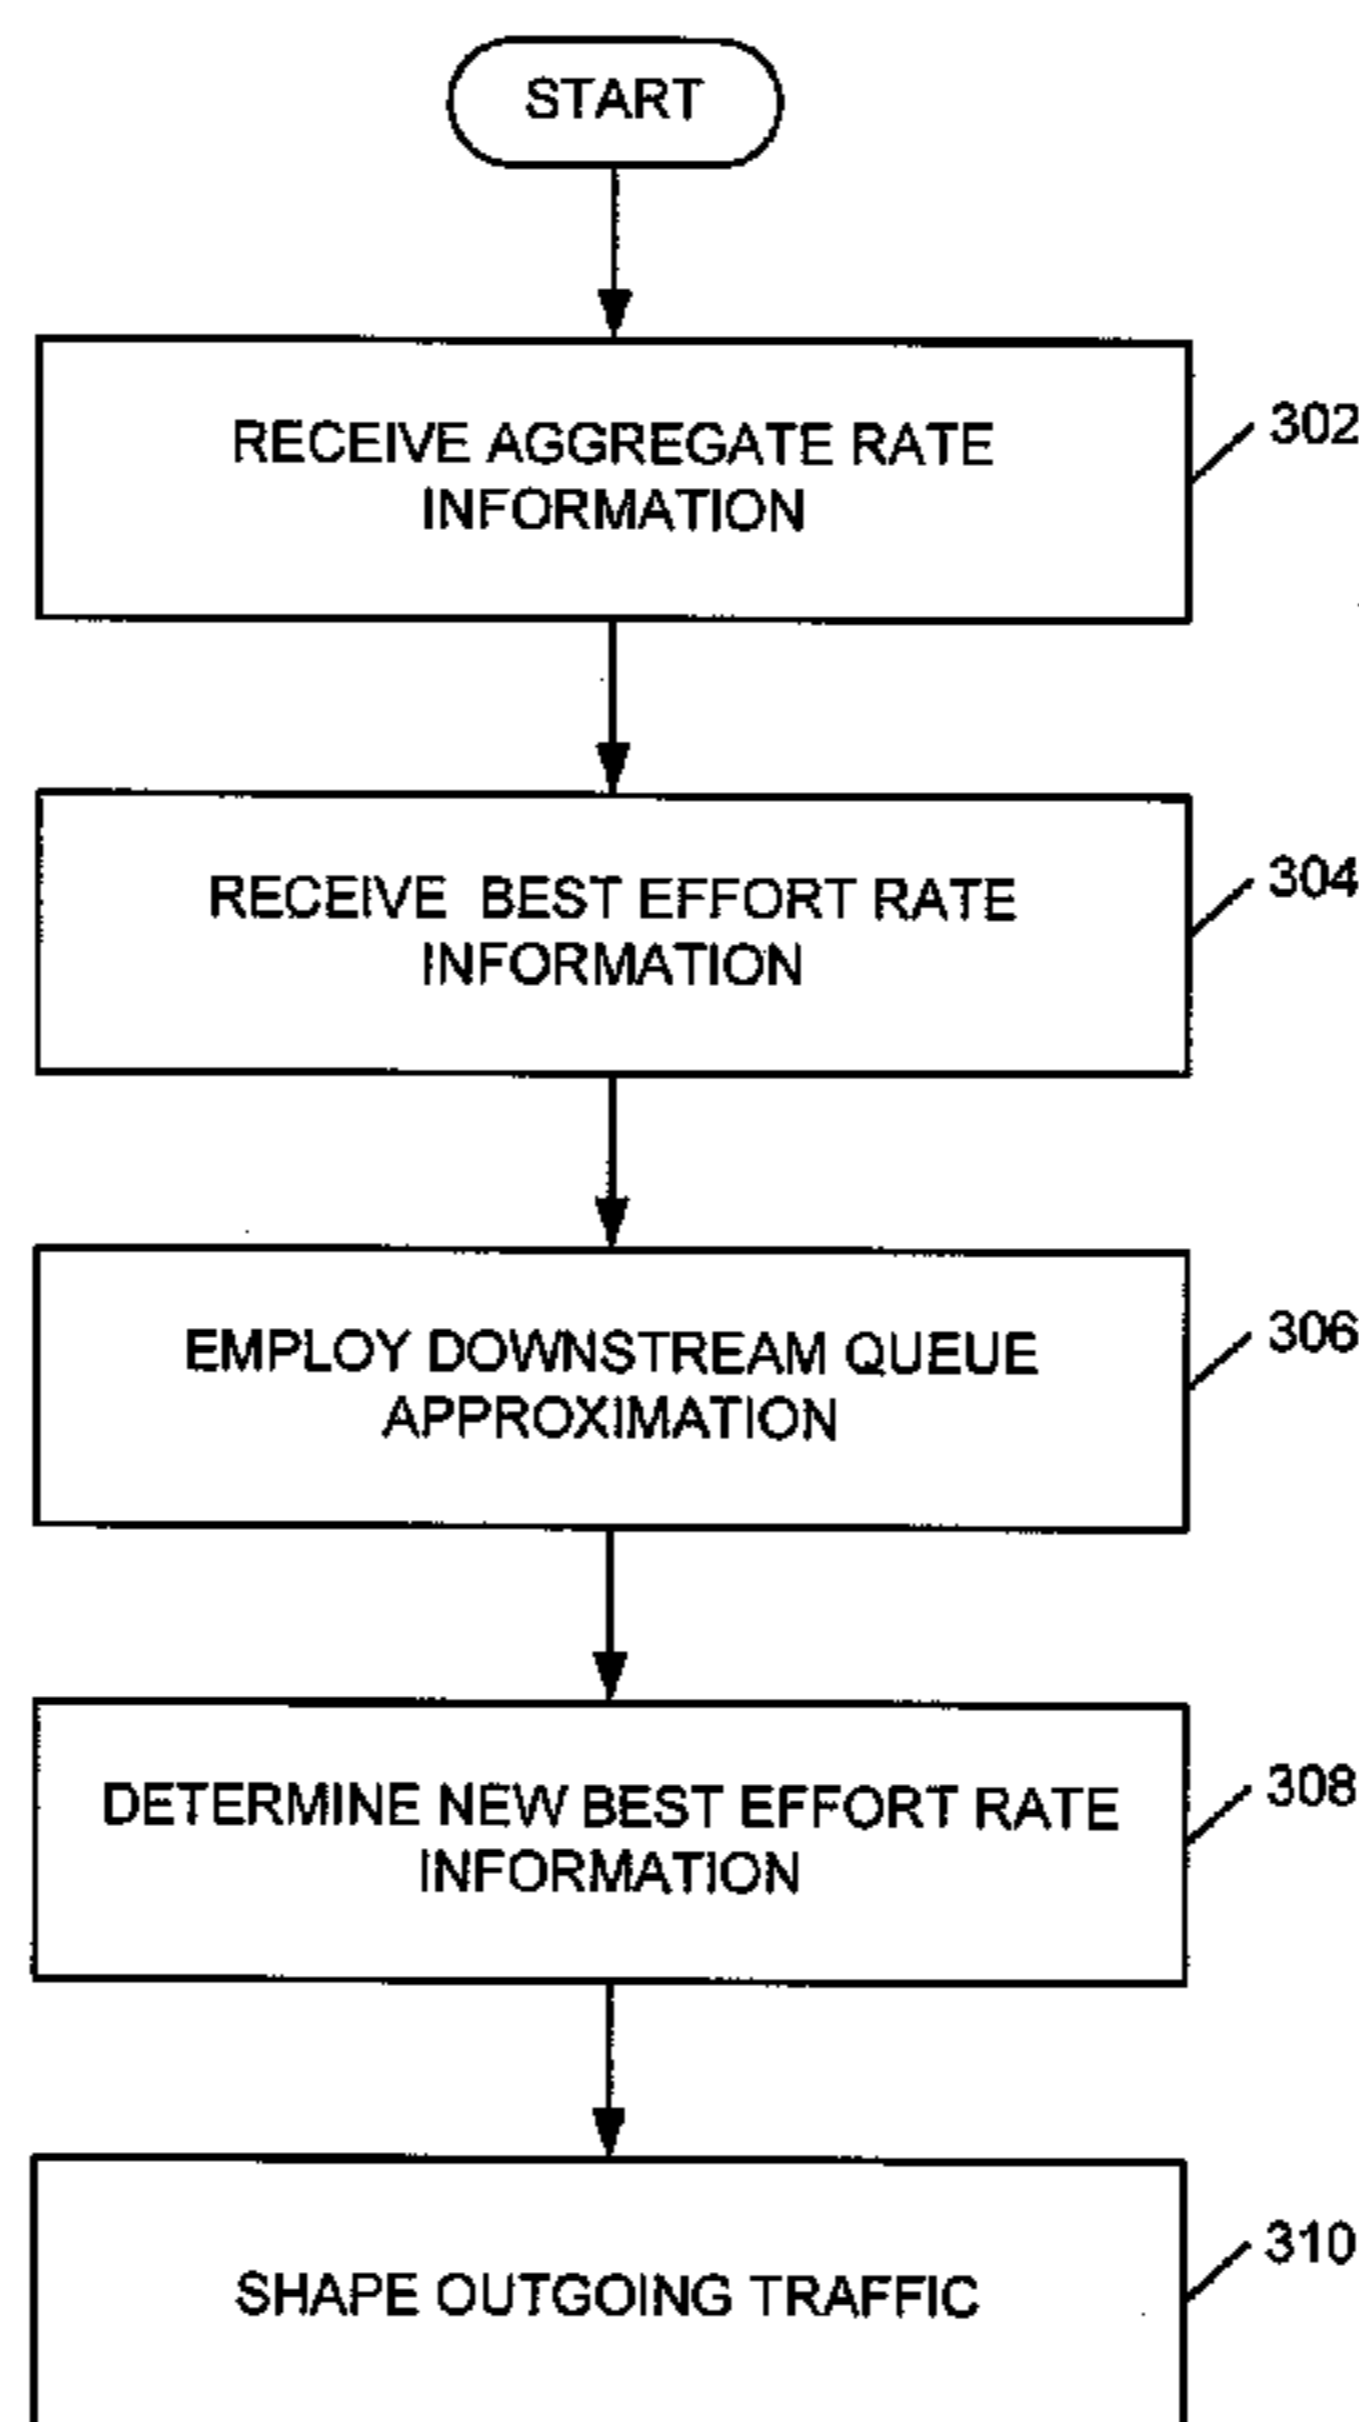 START
RECEIVE AGGREGATE RATE
INFORMATION
302
RECEIVE BEST EFFORT RATE
INFORMATION
304
EMPLOY DOWNSTREAM QUEUE
APPROXIMATION
306
DETERMINE NEW BEST EFFORT RATE
INFORMATION
308
SHAPE OUTGOING TRAFFIC
310